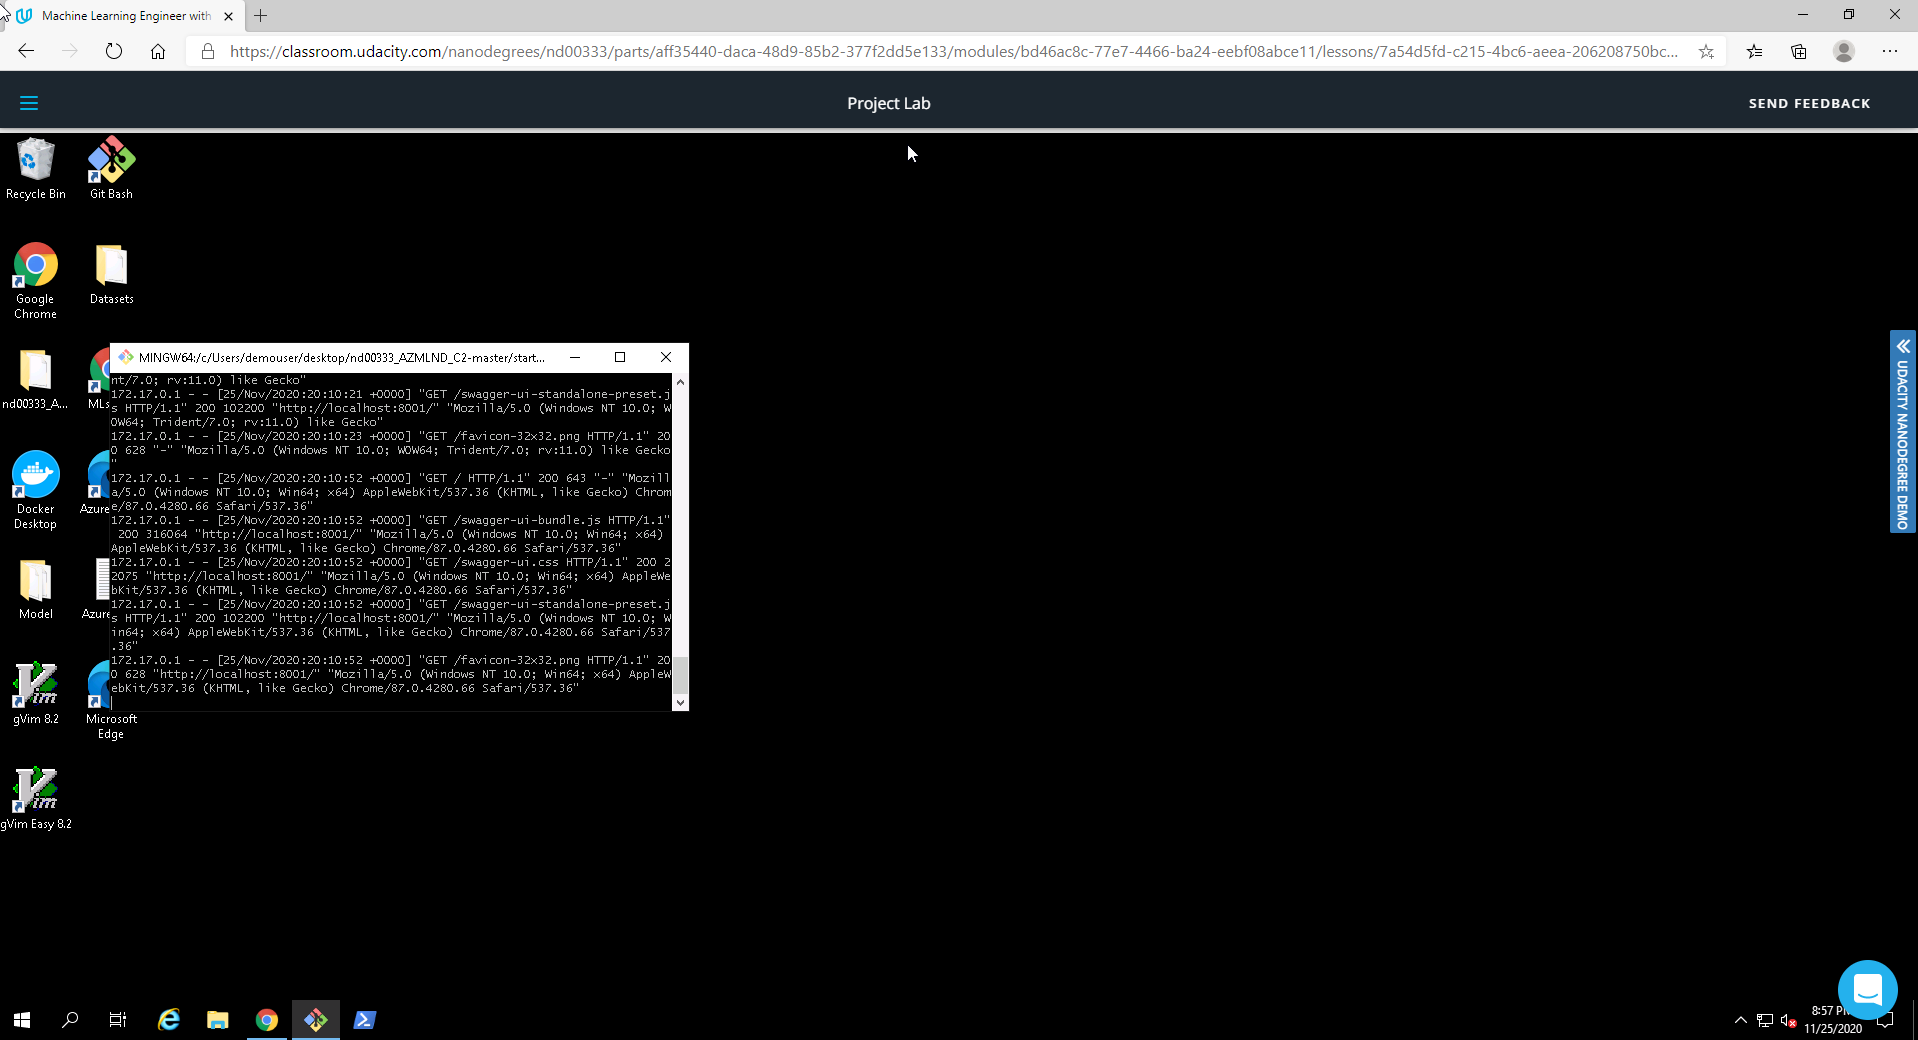 Machine Learning Engineer with
https://classroom.udacity.com/nanodegrees/nd00333/parts/aff35440-daca-48d9-85b2-377f2dd5e133/modules/bd46ac8c-77e7-4466-ba24-eebf08abce11/lessons/7a54d5fd-c215-4bc6-aeea-206208750bc...
Project Lab
SEND FEEDBACK
Recycle Bin
Git Bash
Google
Chrome
Datasets
nd00333_A...
MLs
Docker
Desktop
Azure
Model
Azure
gVim 8.2
Microsoft
Edge
gVim Easy 8.2
MINGW64:/c/Users/demouser/desktop/nd00333_AZMLND_C2-master/start...
nt/7.0; rv:11.0) like Gecko"
172.17.0.1 - - [25/Nov/2020:20:10:21 +0000] "GET /swagger-ui-standalone-preset.j
s HTTP/1.1" 200 102200 "http://localhost:8001/" "Mozilla/5.0 (Windows NT 10.0; W
OW64; Trident/7.0; rv:11.0) like Gecko"
172.17.0.1 - - [25/Nov/2020:20:10:23 +0000] "GET /favicon-32x32.png HTTP/1.1" 20
0 628 "-" "Mozilla/5.0 (Windows NT 10.0; WOW64; Trident/7.0; rv:11.0) like Gecko
"
172.17.0.1 - - [25/Nov/2020:20:10:52 +0000] "GET / HTTP/1.1" 200 643 "-" "Mozill
a/5.0 (Windows NT 10.0; Win64; x64) AppleWebKit/537.36 (KHTML, like Gecko) Chrom
e/87.0.4280.66 Safari/537.36"
172.17.0.1 - - [25/Nov/2020:20:10:52 +0000] "GET /swagger-ui-bundle.js HTTP/1.1"
200 316064 "http://localhost:8001/" "Mozilla/5.0 (Windows NT 10.0; Win64; x64)
AppleWebKit/537.36 (KHTML, like Gecko) Chrome/87.0.4280.66 Safari/537.36"
172.17.0.1 - - [25/Nov/2020:20:10:52 +0000] "GET /swagger-ui.css HTTP/1.1" 200 2
2075 "http://localhost:8001/" "Mozilla/5.0 (Windows NT 10.0; Win64; x64) AppleWe
bKit/537.36 (KHTML, like Gecko) Chrome/87.0.4280.66 Safari/537.36"
172.17.0.1 - - [25/Nov/2020:20:10:52 +0000] "GET /swagger-ui-standalone-preset.j
s HTTP/1.1" 200 102200 "http://localhost:8001/" "Mozilla/5.0 (Windows NT 10.0; W
in64; x64) AppleWebKit/537.36 (KHTML, like Gecko) Chrome/87.0.4280.66 Safari/537
.36"
172.17.0.1 - - [25/Nov/2020:20:10:52 +0000] "GET /favicon-32x32.png HTTP/1.1" 20
0 628 "http://localhost:8001/" "Mozilla/5.0 (Windows NT 10.0; Win64; x64) AppleW
ebKit/537.36 (KHTML, like Gecko) Chrome/87.0.4280.66 Safari/537.36"
UDACITY NANODEGREE DEMO
8:57 P
11/25/2020